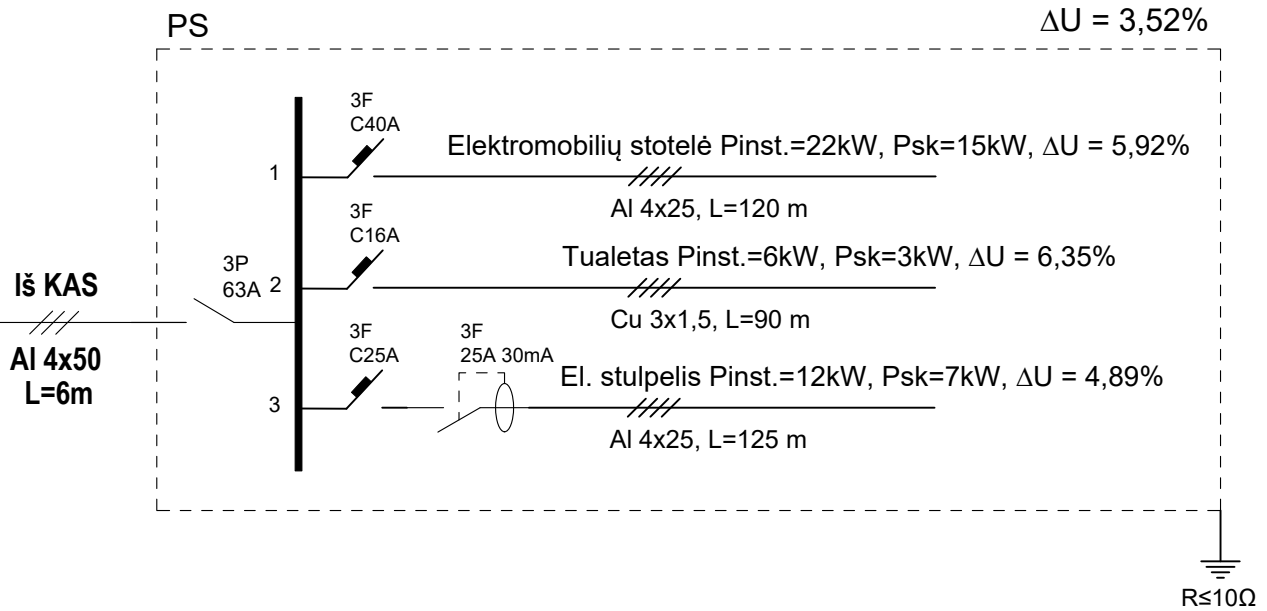 PS
ΔU = 3,52%
3F
C40A
Elektromobilių stotelė Pinst.=22kW, Psk=15kW, ΔU = 5,92%
1
Al 4x25, L=120 m
3F
C16A
Tualetas Pinst.=6kW, Psk=3kW, ΔU = 6,35%
3P
63A
2
Cu 3x1,5, L=90 m
Iš KAS
Al 4x50
L=6m
3F
C25A
3F
25A 30mA
El. stulpelis Pinst.=12kW, Psk=7kW, ΔU = 4,89%
3
Al 4x25, L=125 m
R≤10Ω